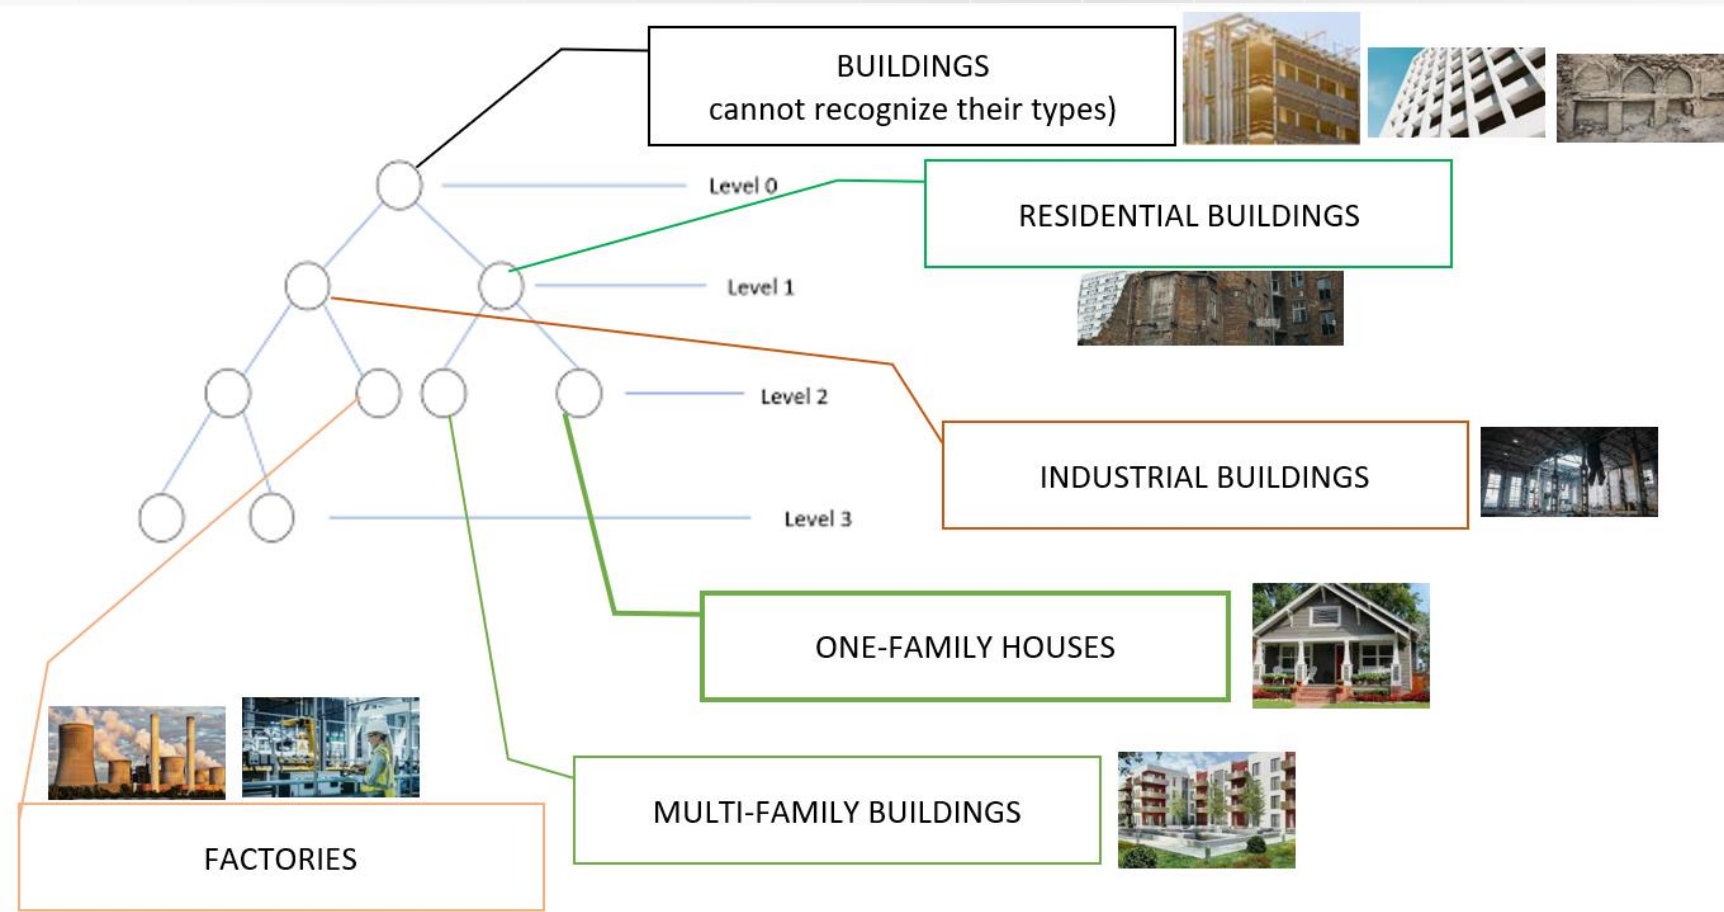 BUILDINGS
cannot recognize their types)
Level 0
RESIDENTIAL BUILDINGS
Level 1
Level 2
INDUSTRIAL BUILDINGS
Level 3
ONE-FAMILY HOUSES
MULTI-FAMILY BUILDINGS
FACTORIES